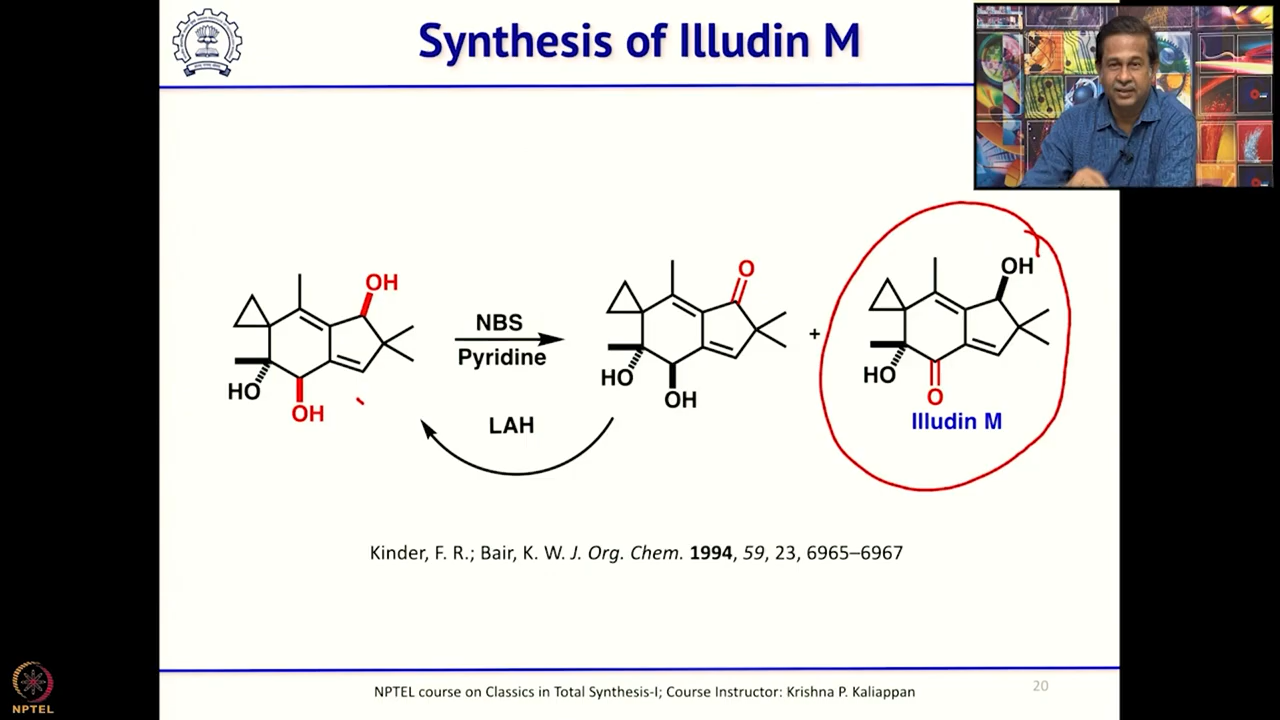 Synthesis of Illudin M
OH
HO
OH
NBS
Pyridine
LAH
O
HO
OH
+
OH
HO
O
Illudin M
Kinder, F. R.; Bair, K. W. J. Org. Chem. 1994, 59, 23, 6965–6967
NPTEL course on Classics in Total Synthesis-I; Course Instructor: Krishna P. Kaliappan
20
NPTEL